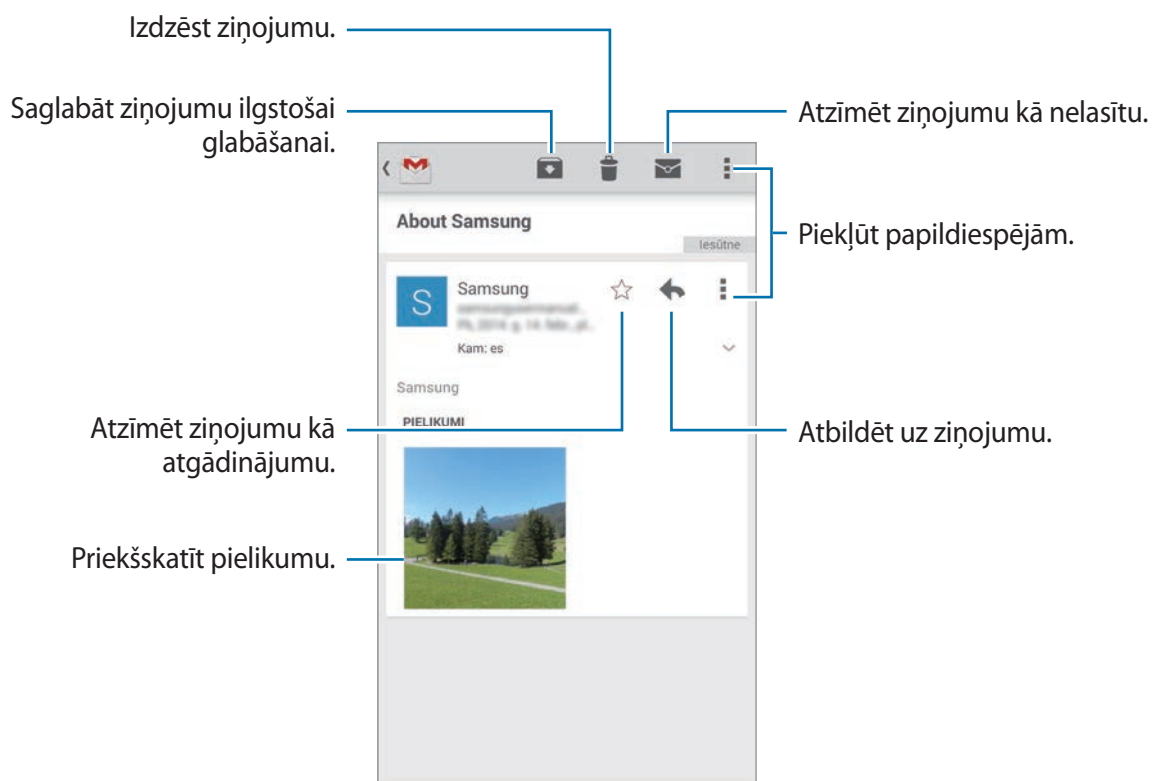 Izdzēst ziņojumu.
Saglabāt ziņojumu ilgstošai
glabāšanai.
Atzīmēt ziņojumu kā nelasītu.
About Samsung
Iesūtne
Piekļūt papildiespējām.
S
Samsung
Kam: es
Samsung
PIELIKUMI
Atzīmēt ziņojumu kā
atgādinājumu.
Atbildēt uz ziņojumu.
Priekšskatīt pielikumu.